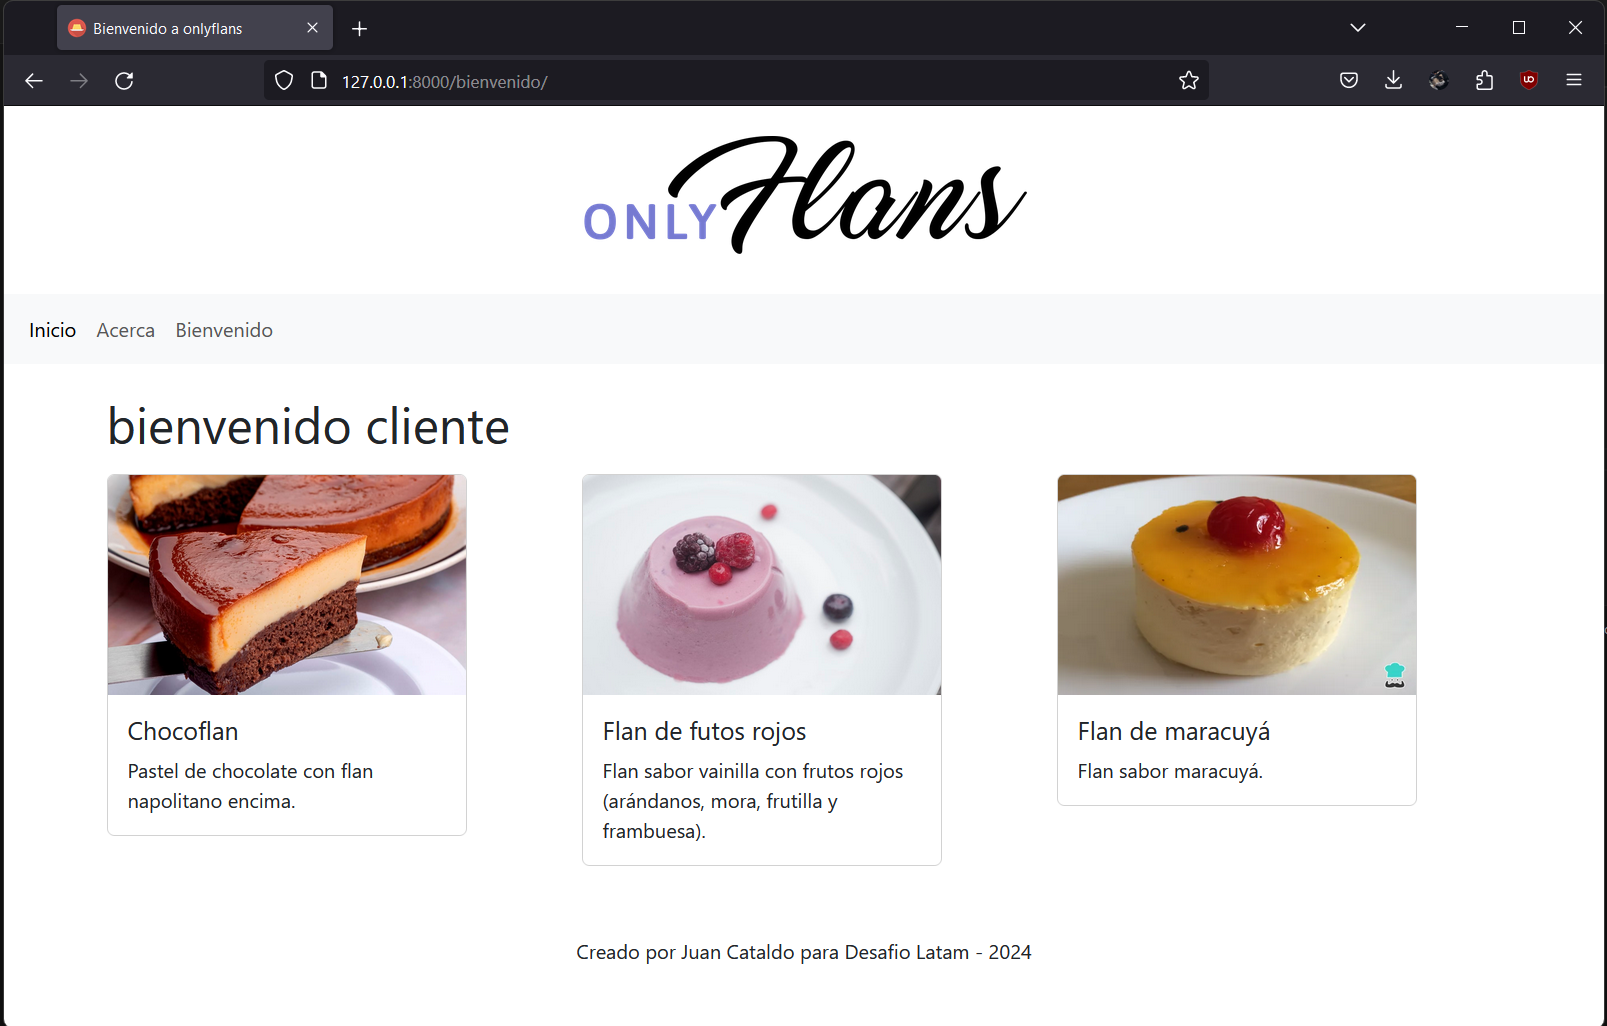 Bienvenido a onlyflans
127.0.0.1:8000/bienvenido/
ONLY Flans
Inicio Acerca Bienvenido
bienvenido cliente
Chocoflan
Pastel de chocolate con flan
napolitano encima.
Flan de futos rojos
Flan sabor vainilla con frutos rojos
(arándanos, mora, frutilla y
frambuesa).
Flan de maracuyá
Flan sabor maracuyá.
Creado por Juan Cataldo para Desafio Latam - 2024